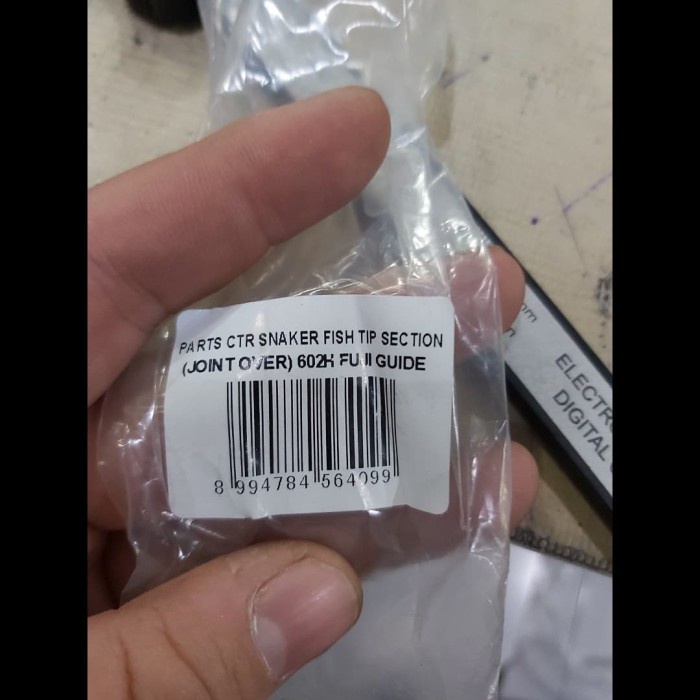 PARTS CTR SNAKER FISH TIP SECTION
(JOINT OVER) 602H FUJI GUIDE
8 994784 564099
ELECTR
DIGITAL